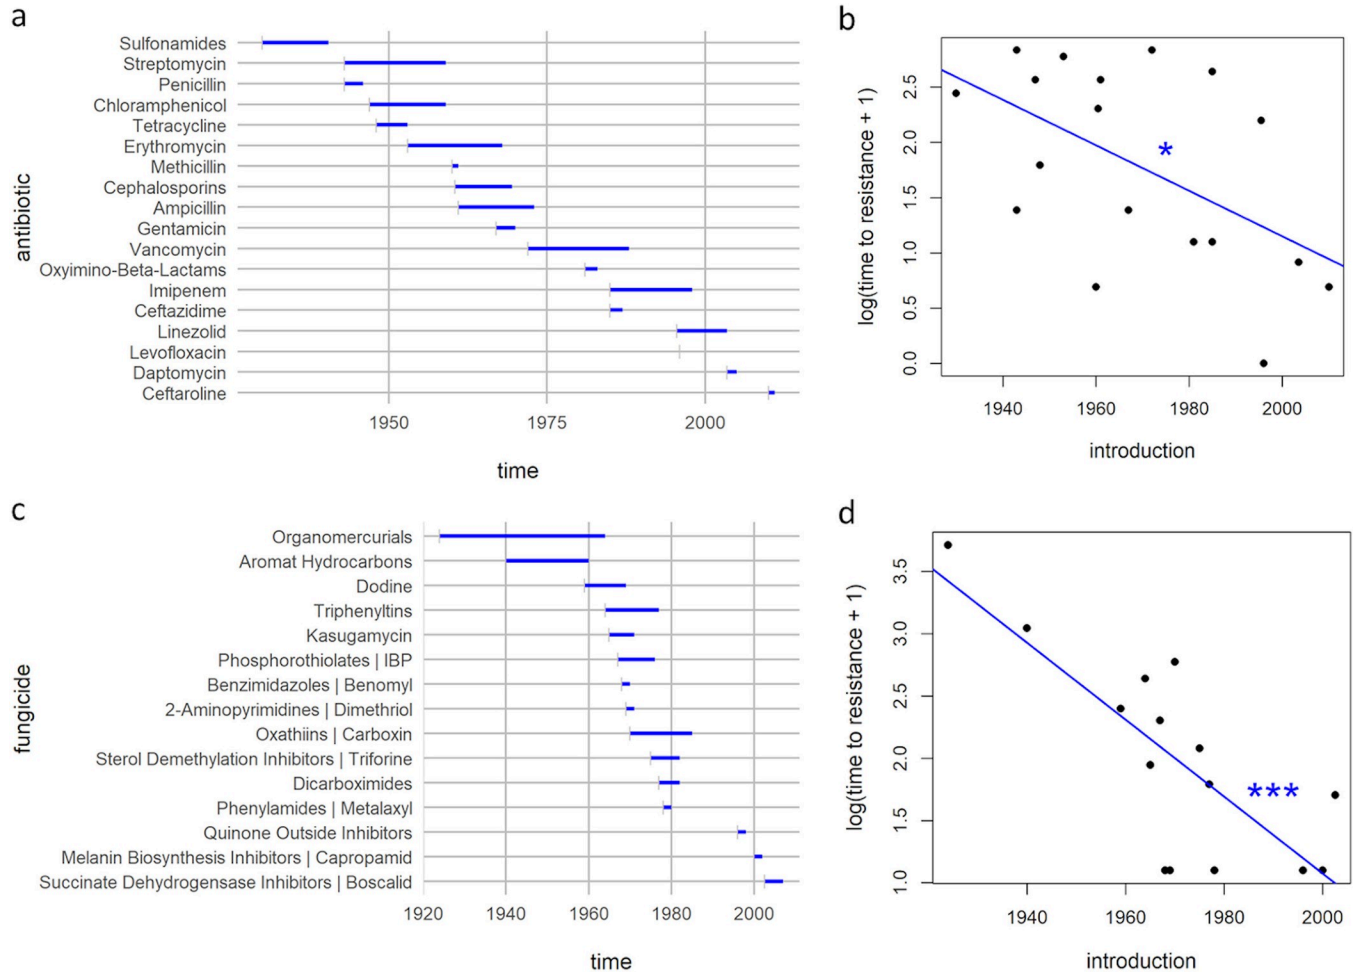 a
antibiotic
Sulfonamides
Streptomycin
Penicillin
Chloramphenicol
Tetracycline
Erythromycin
Methicillin
Cephalosporins
Ampicillin
Gentamicin
Vancomycin
Oxyimino-Beta-Lactams
Imipenem
Ceftazidime
Linezolid
Levofloxacin
Daptomycin
Ceftaroline
1950 1975 2000
time
b
log(time to resistance + 1)
2.5
2.0
1.5
1.0
0.5
0.0
*
1940 1960 1980 2000
introduction
c
fungicide
Organomercurials
Aromat Hydrocarbons
Dodine
Triphenyltins
Kasugamycin
Phosphorothiolates | IBP
Benzimidazoles | Benomyl
2-Aminopyrimidines | Dimethriol
Oxathiins | Carboxin
Sterol Demethylation Inhibitors | Triforine
Dicarboximides
Phenylamides | Metalaxyl
Quinone Outside Inhibitors
Melanin Biosynthesis Inhibitors | Capropamid
Succinate Dehydrogensase Inhibitors | Boscalid
1920 1940 1960 1980 2000
time
d
log(time to resistance + 1)
3.5
3.0
2.5
2.0
1.5
1.0
***
1940 1960 1980 2000
introduction